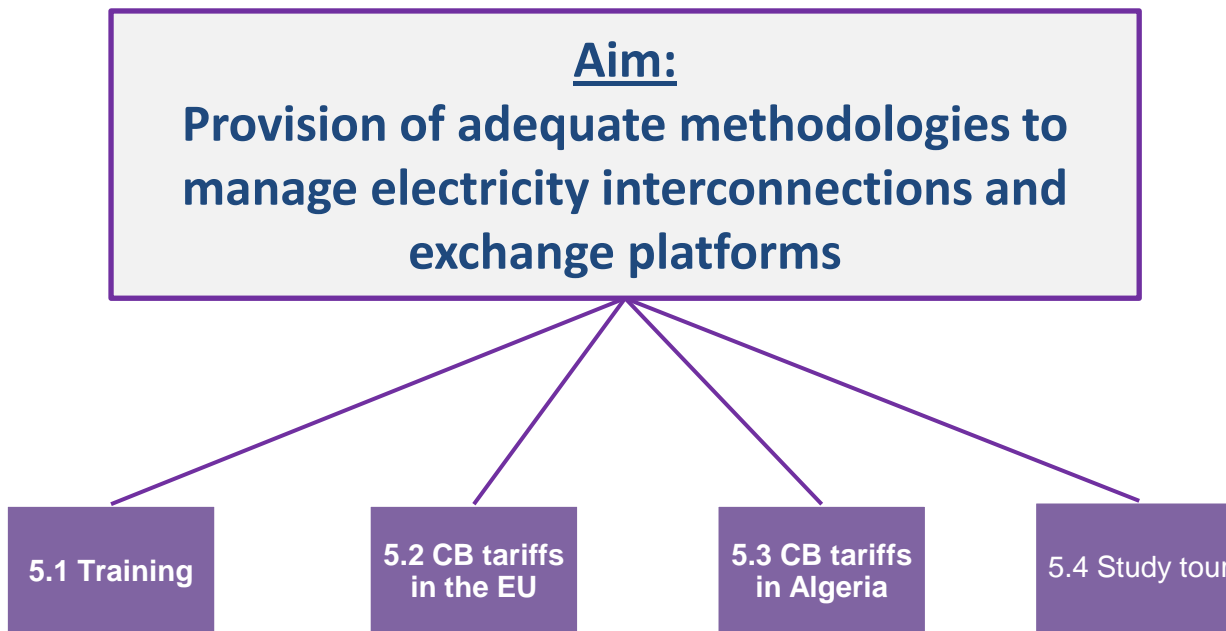 Aim:
Provision of adequate methodologies to
manage electricity interconnections and
exchange platforms
5.1 Training
5.2 CB tariffs
in the EU
5.3 CB tariffs
in Algeria
5.4 Study tour